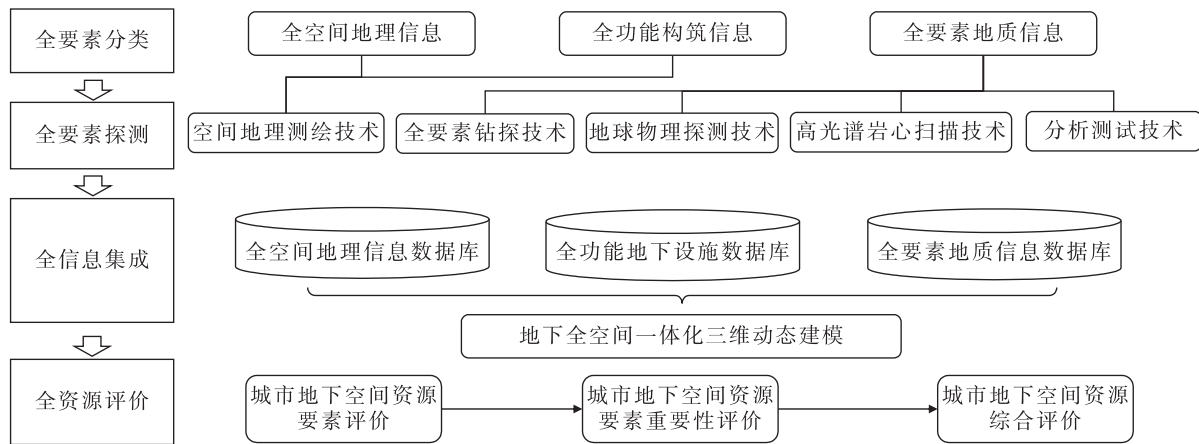 全要素分类
全空间地理信息
全功能构筑信息
全要素地质信息
全要素探测
空间地理测绘技术
全要素钻探技术
地球物理探测技术
高光谱岩心扫描技术
分析测试技术
全信息集成
全空间地理信息数据库
全功能地下设施数据库
全要素地质信息数据库
地下全空间一体化三维动态建模
全资源评价
城市地下空间资源
要素评价
城市地下空间资源
要素重要性评价
城市地下空间资源
综合评价